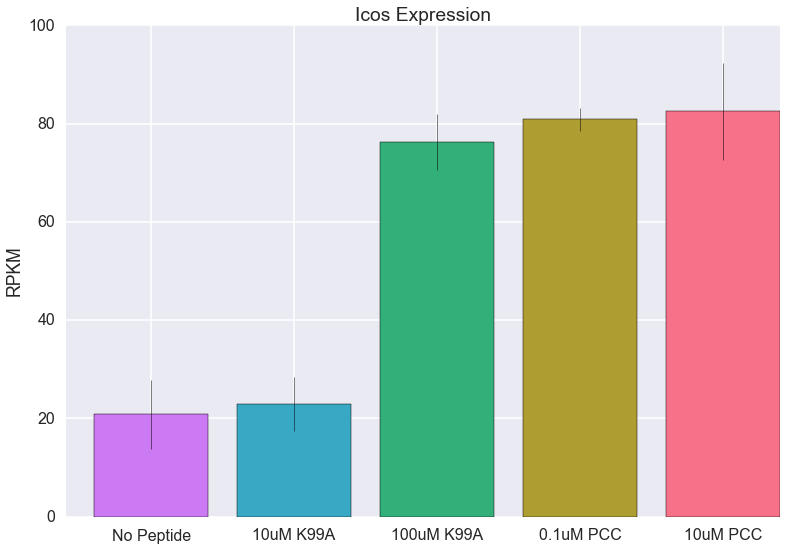 Icos Expression
100
80
60
40
20
0
RPKM
No Peptide
10uM K99A
100uM K99A
0.1uM PCC
10uM PCC